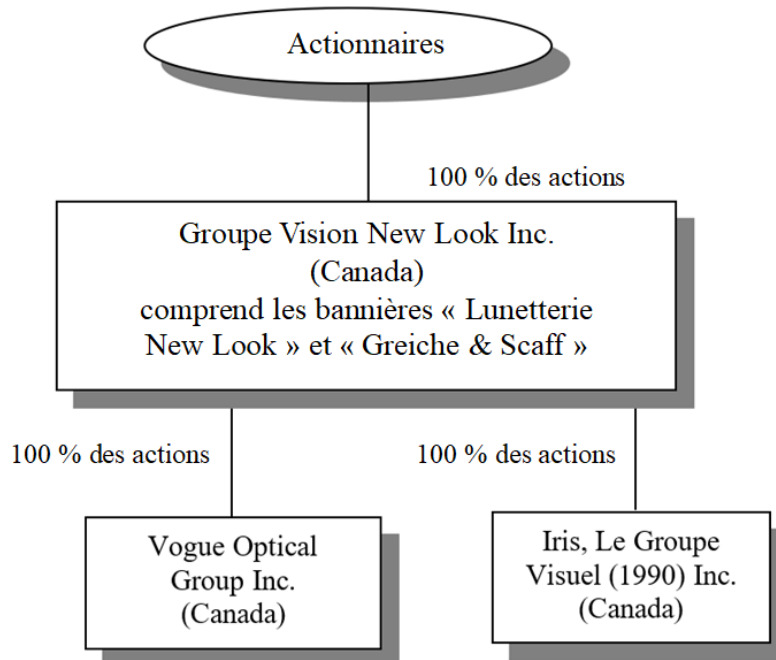 Actionnaires
100 % des actions
Groupe Vision New Look Inc.
(Canada)
comprend les bannières « Lunetterie
New Look » et « Greiche & Scaff »
100 % des actions
100 % des actions
Vogue Optical
Group Inc.
(Canada)
Iris, Le Groupe
Visuel (1990) Inc.
(Canada)